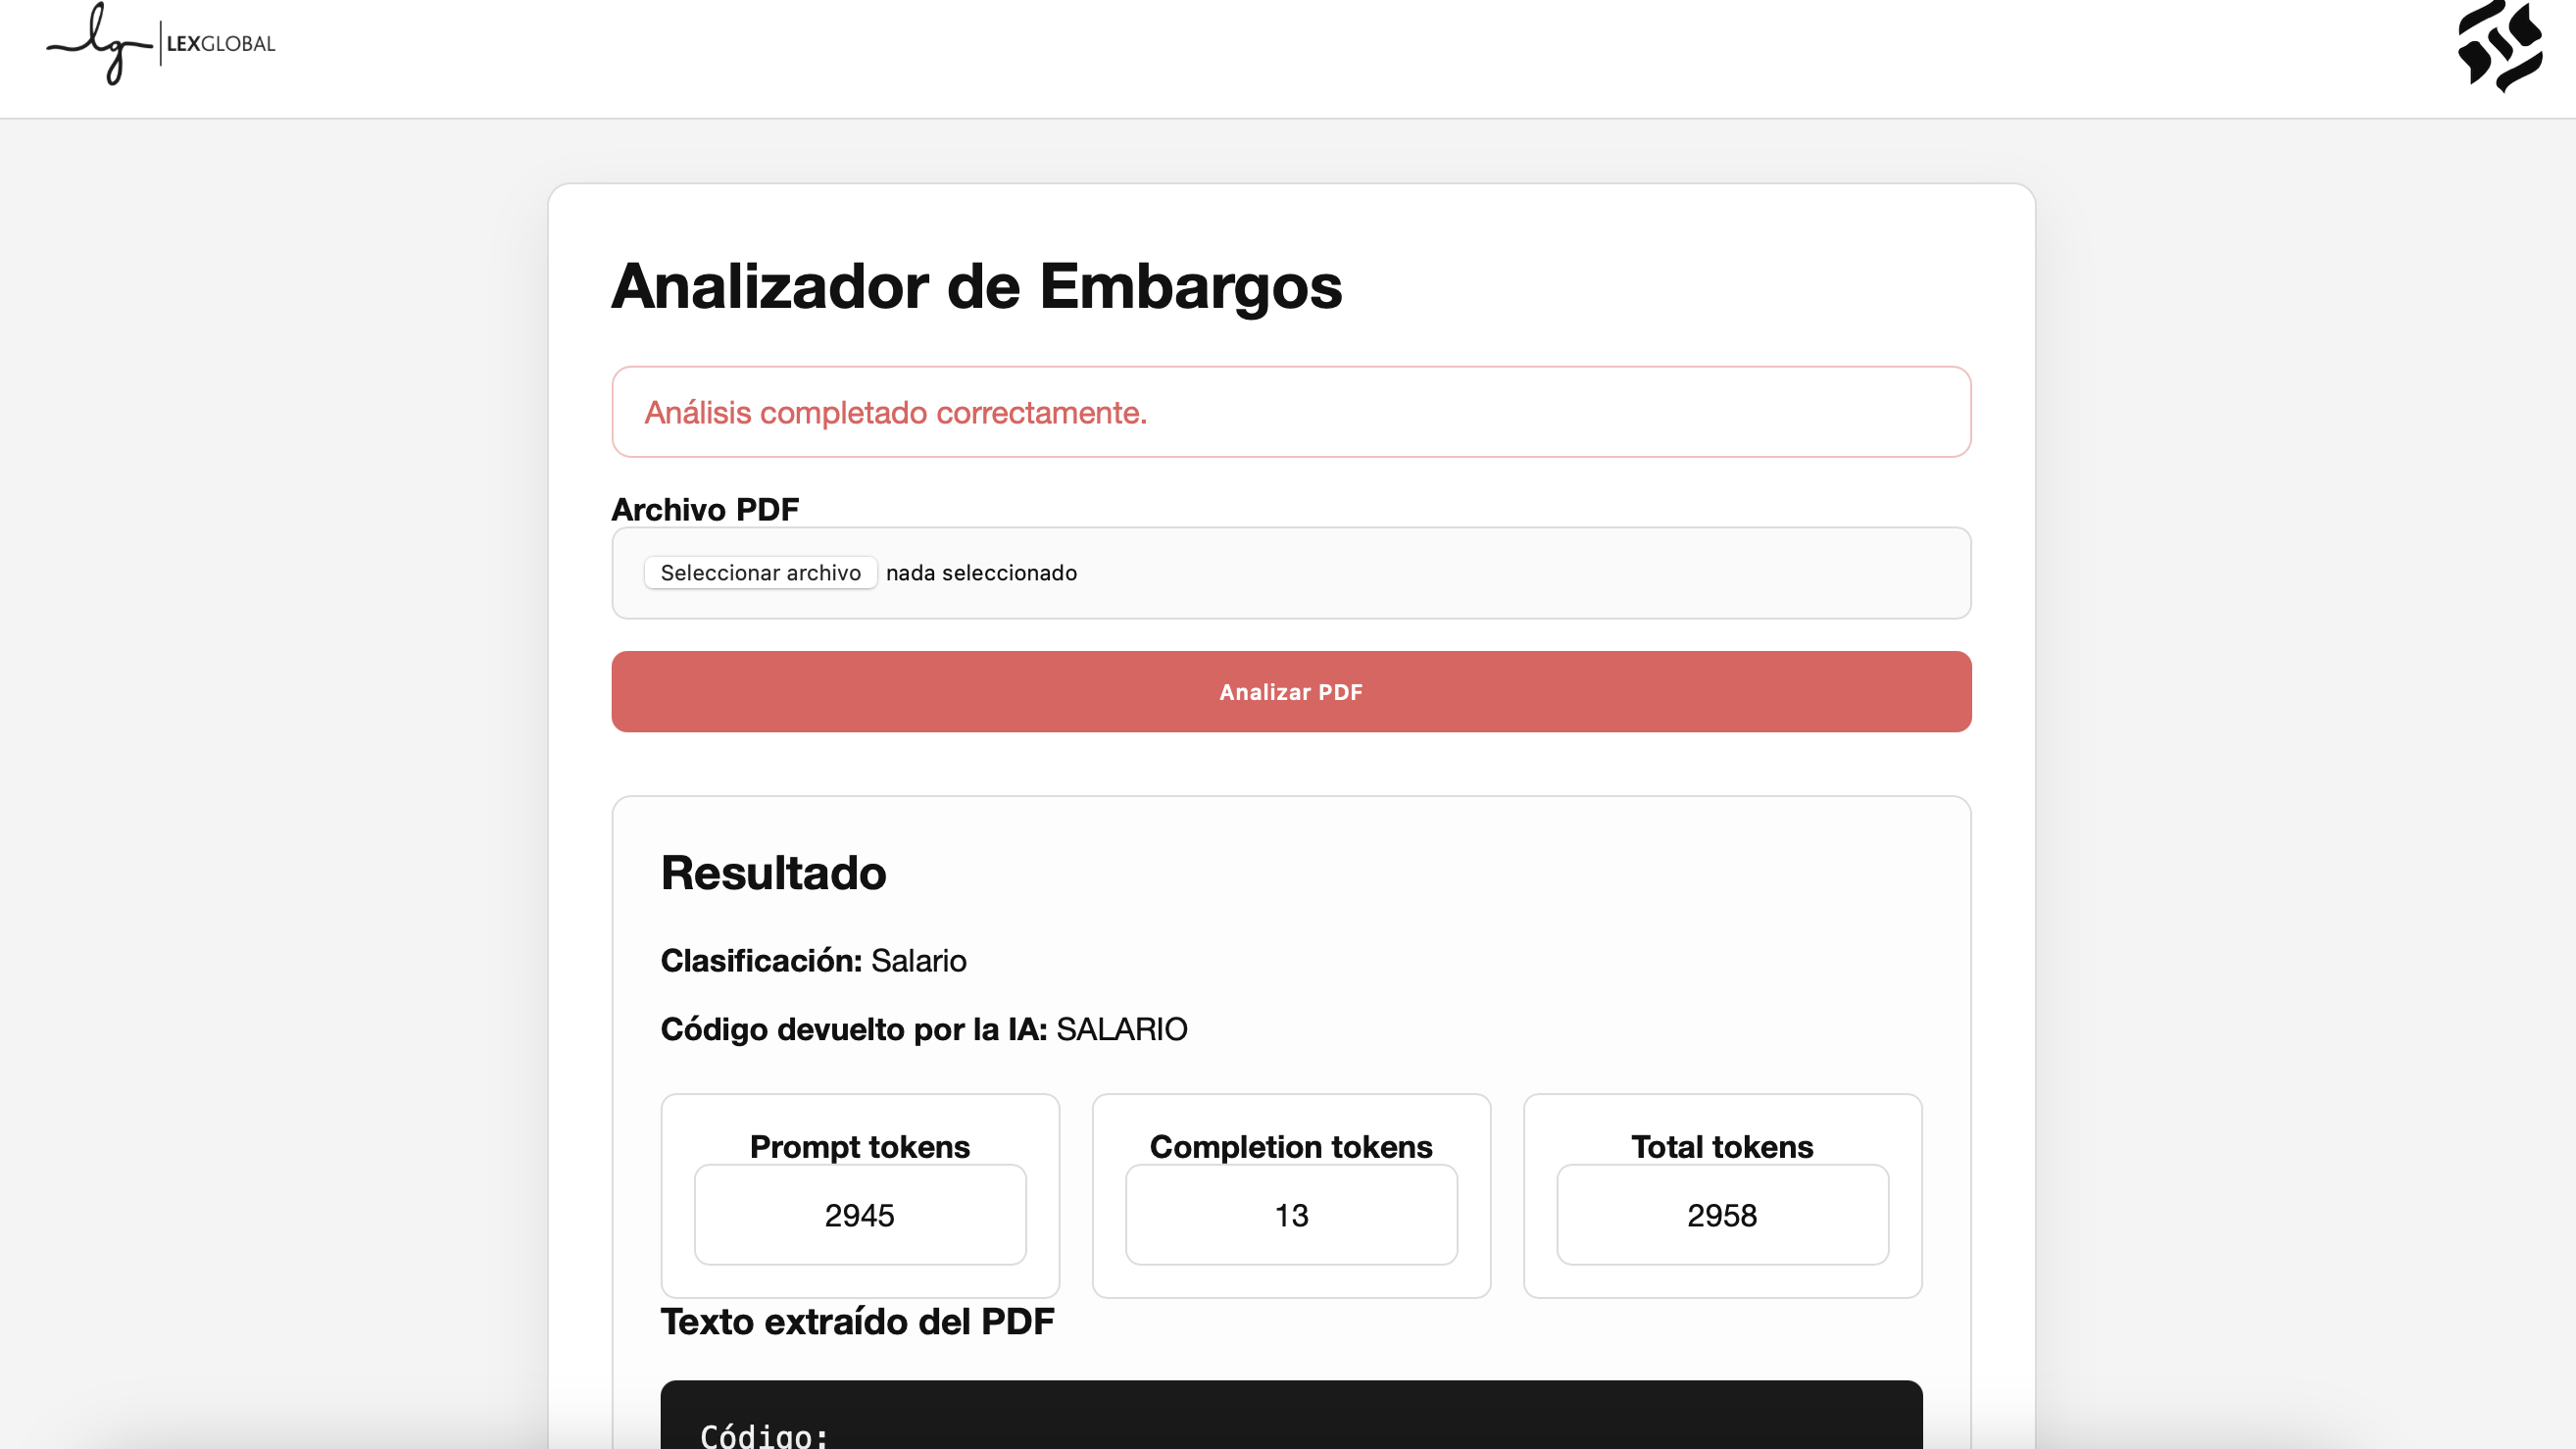 lg LEXGLOBAL
Analizador de Embargos
Análisis completado correctamente.
Archivo PDF
Seleccionar archivo nada seleccionado
Analizar PDF
Resultado
Clasificación: Salario
Código devuelto por la IA: SALARIO
Prompt tokens Completion tokens Total tokens
2945 13 2958
Texto extraído del PDF
Código: